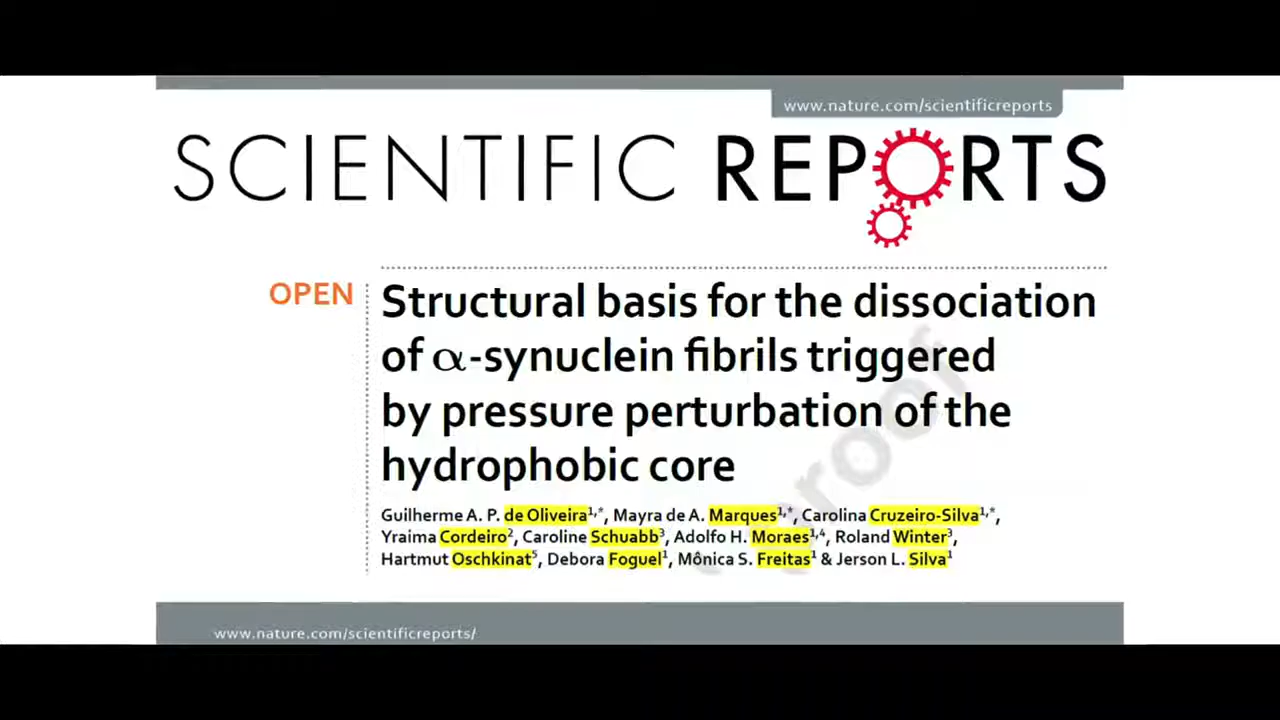 www.nature.com/scientificreports
SCIENTIFIC REPORTS
OPEN
Structural basis for the dissociation
of α-synuclein fibrils triggered
by pressure perturbation of the
hydrophobic core
proof
Guilherme A. P. de Oliveira1,*, Mayra de A. Marques1,*, Carolina Cruzeiro-Silva1,*,
Yraima Cordeiro2, Caroline Schuabb3, Adolfo H. Moraes1,4, Roland Winter3,
Hartmut Oschkinat5, Debora Foguel1, Mônica S. Freitas1 & Jerson L. Silva1
www.nature.com/scientificreports/